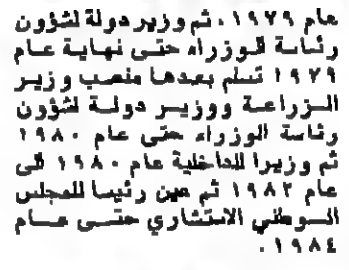 عام ١٩٧٩، ثم وزير دولة لشؤون
رئاسة الوزراء حتى نهاية عام
١٩٧٩ تسلم بعدها منصب وزير
الزراعة ووزير دولة لشؤون
رئاسة الوزراء حتى عام ١٩٨٠
ثم وزيرا للداخلية عام ١٩٨٠ الى
عام ١٩٨٢ ثم عين رئيسا للمجلس
الوطني الاستشاري حتى عام
١٩٨٤.